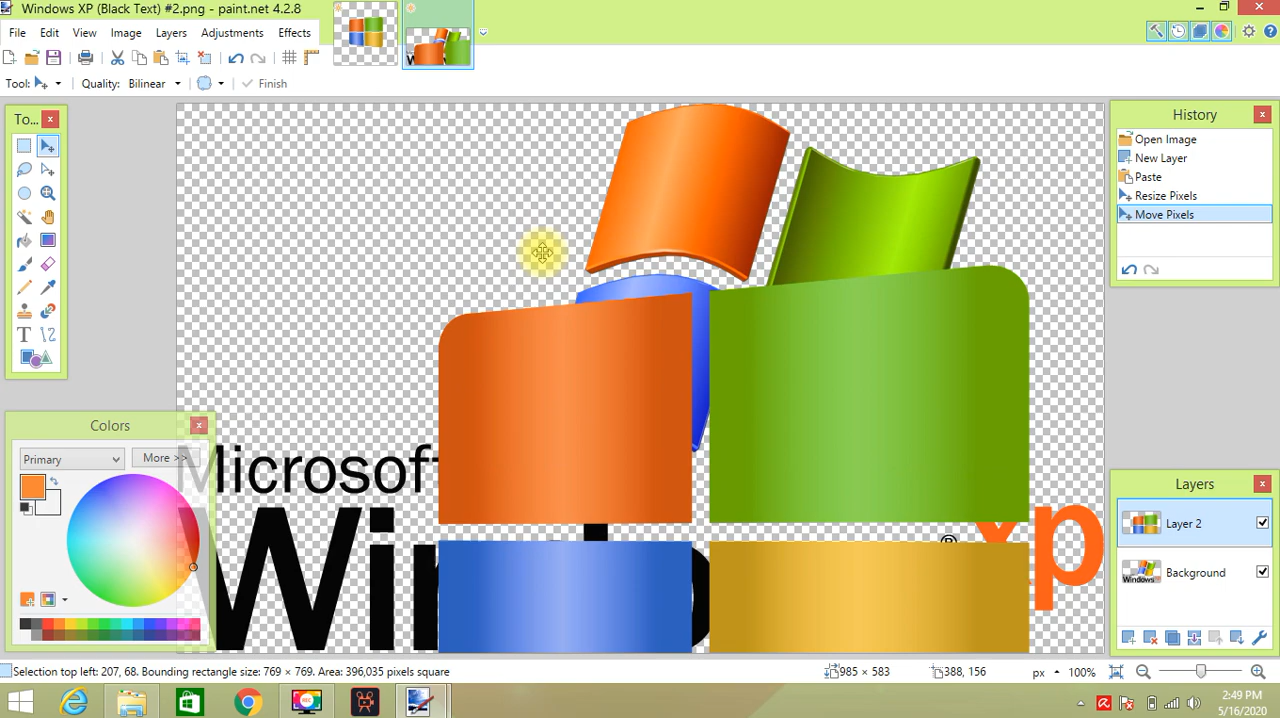 Windows XP (Black Text) #2.png - paint.net 4.2.8
File Edit View Image Layers Adjustments Effects
Tool: Quality: Bilinear Finish
To...
History
Open Image
New Layer
Paste
Resize Pixels
Move Pixels
Colors
Primary More >>
Microsoft
Win
®
xp
Layers
Layer 2
Background
Selection top left: 207, 68. Bounding rectangle size: 769 × 769. Area: 396,035 pixels square
985 × 583
388, 156
px
100%
2:49 PM
5/16/2020